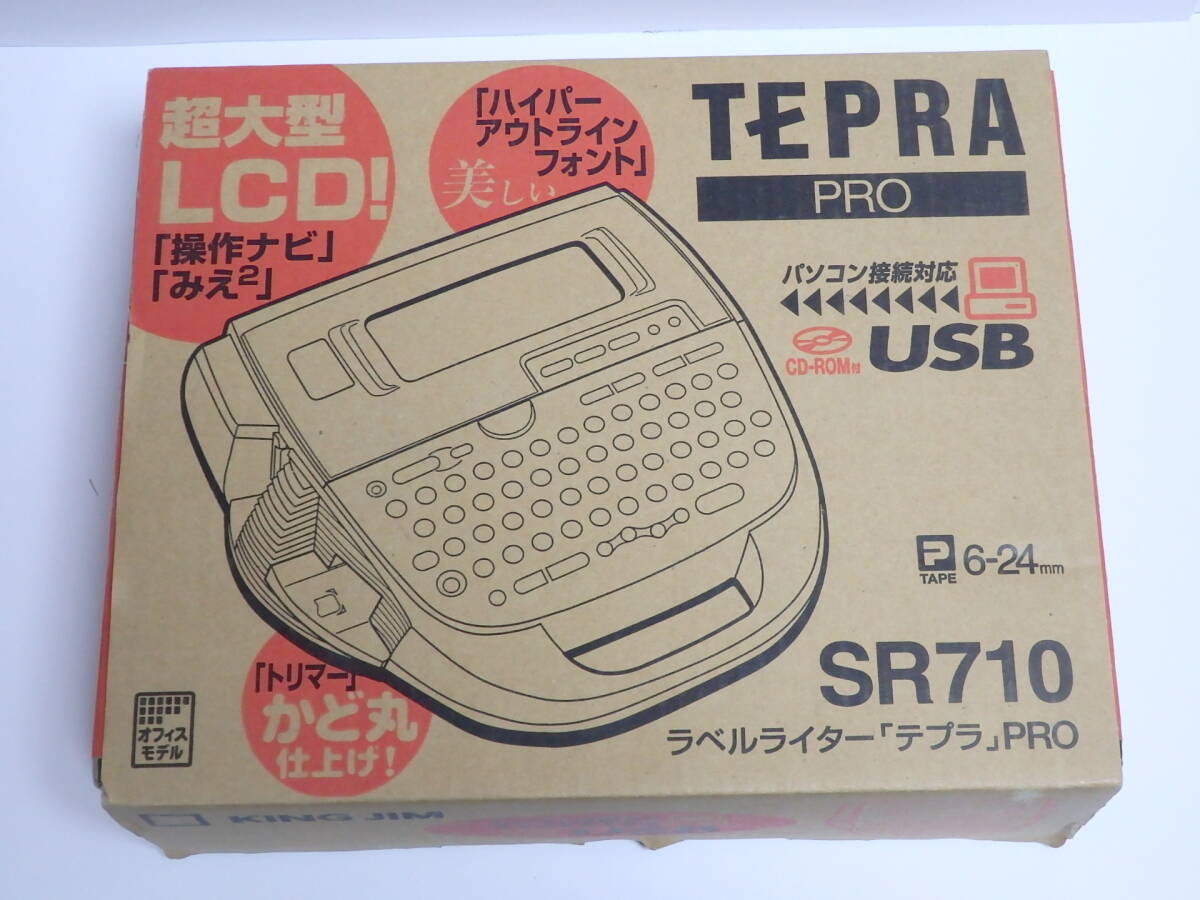 超大型
LCD!
「操作ナビ」
「みえ²」
「ハイパー
アウトライン
フォント」
美しい
TEPRA
PRO
パソコン接続対応
CD-ROM付
USB
TAPE
6-24mm
SR710
ラベルライター「テプラ」PRO
「トリマー」
かど丸
仕上げ!
オフィス
モデル
KING JIM